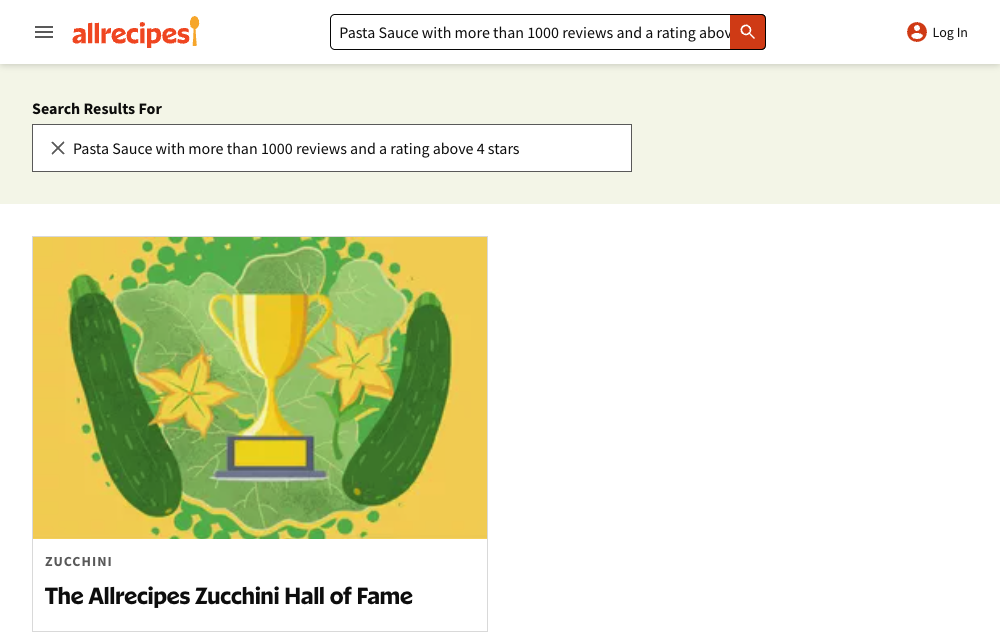 allrecipes
Pasta Sauce with more than 1000 reviews and a rating abov
Log In
Search Results For
Pasta Sauce with more than 1000 reviews and a rating above 4 stars
ZUCCHINI
The Allrecipes Zucchini Hall of Fame